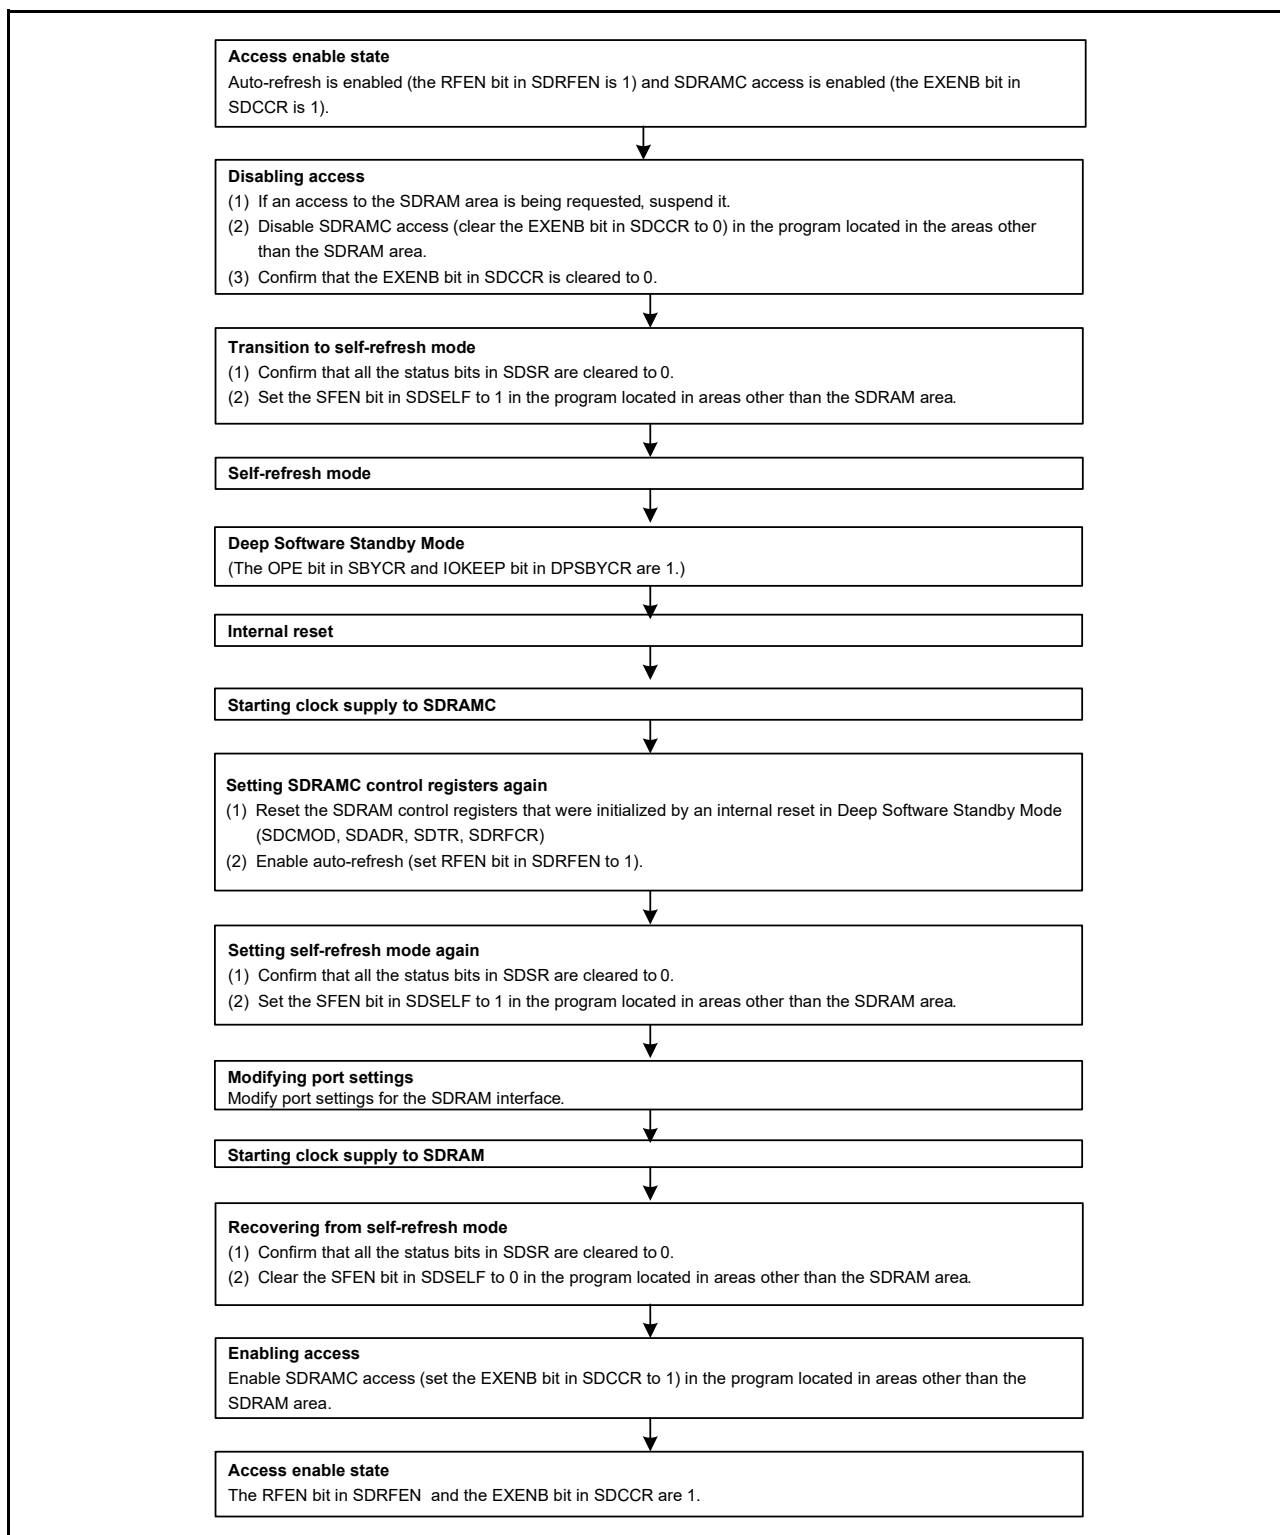 Access enable state
Auto-refresh is enabled (the RFEN bit in SDRFEN is 1) and SDRAMC access is enabled (the EXENB bit in
SDCCR is 1).
Disabling access
(1) If an access to the SDRAM area is being requested, suspend it.
(2) Disable SDRAMC access (clear the EXENB bit in SDCCR to 0) in the program located in the areas other
than the SDRAM area.
(3) Confirm that the EXENB bit in SDCCR is cleared to 0.
Transition to self-refresh mode
(1) Confirm that all the status bits in SDSR are cleared to 0.
(2) Set the SFEN bit in SDSELF to 1 in the program located in areas other than the SDRAM area.
Self-refresh mode
Deep Software Standby Mode
(The OPE bit in SBYCR and IOKEEP bit in DPSBYCR are 1.)
Internal reset
Starting clock supply to SDRAMC
Setting SDRAMC control registers again
(1) Reset the SDRAM control registers that were initialized by an internal reset in Deep Software Standby Mode
(SDCMOD, SDADR, SDTR, SDRFCR)
(2) Enable auto-refresh (set RFEN bit in SDRFEN to 1).
Setting self-refresh mode again
(1) Confirm that all the status bits in SDSR are cleared to 0.
(2) Set the SFEN bit in SDSELF to 1 in the program located in areas other than the SDRAM area.
Modifying port settings
Modify port settings for the SDRAM interface.
Starting clock supply to SDRAM
Recovering from self-refresh mode
(1) Confirm that all the status bits in SDSR are cleared to 0.
(2) Clear the SFEN bit in SDSELF to 0 in the program located in areas other than the SDRAM area.
Enabling access
Enable SDRAMC access (set the EXENB bit in SDCCR to 1) in the program located in areas other than the
SDRAM area.
Access enable state
The RFEN bit in SDRFEN and the EXENB bit in SDCCR are 1.